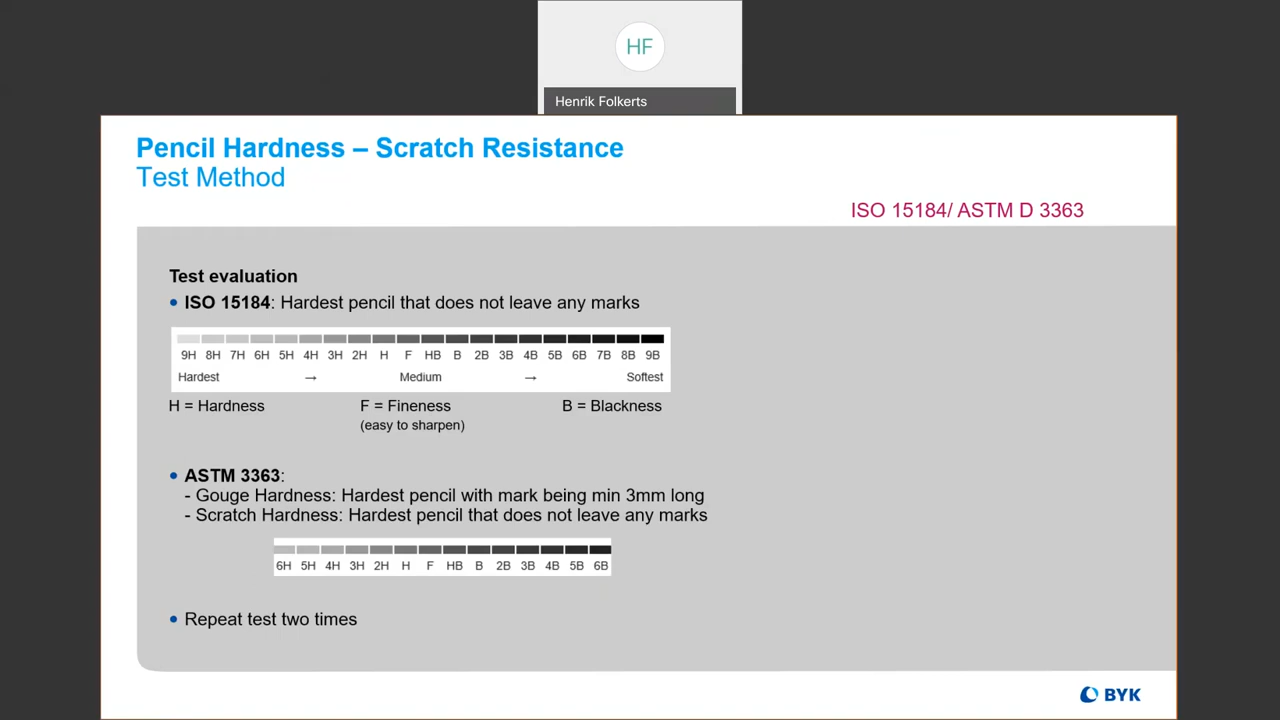 HF
Henrik Folkerts
Pencil Hardness – Scratch Resistance
Test Method
ISO 15184/ ASTM D 3363
Test evaluation
• ISO 15184: Hardest pencil that does not leave any marks
9H 8H 7H 6H 5H 4H 3H 2H H F HB B 2B 3B 4B 5B 6B 7B 8B 9B
Hardest → Medium → Softest
H = Hardness F = Fineness B = Blackness
(easy to sharpen)
• ASTM 3363:
- Gouge Hardness: Hardest pencil with mark being min 3mm long
- Scratch Hardness: Hardest pencil that does not leave any marks
6H 5H 4H 3H 2H H F HB B 2B 3B 4B 5B 6B
• Repeat test two times
BYK